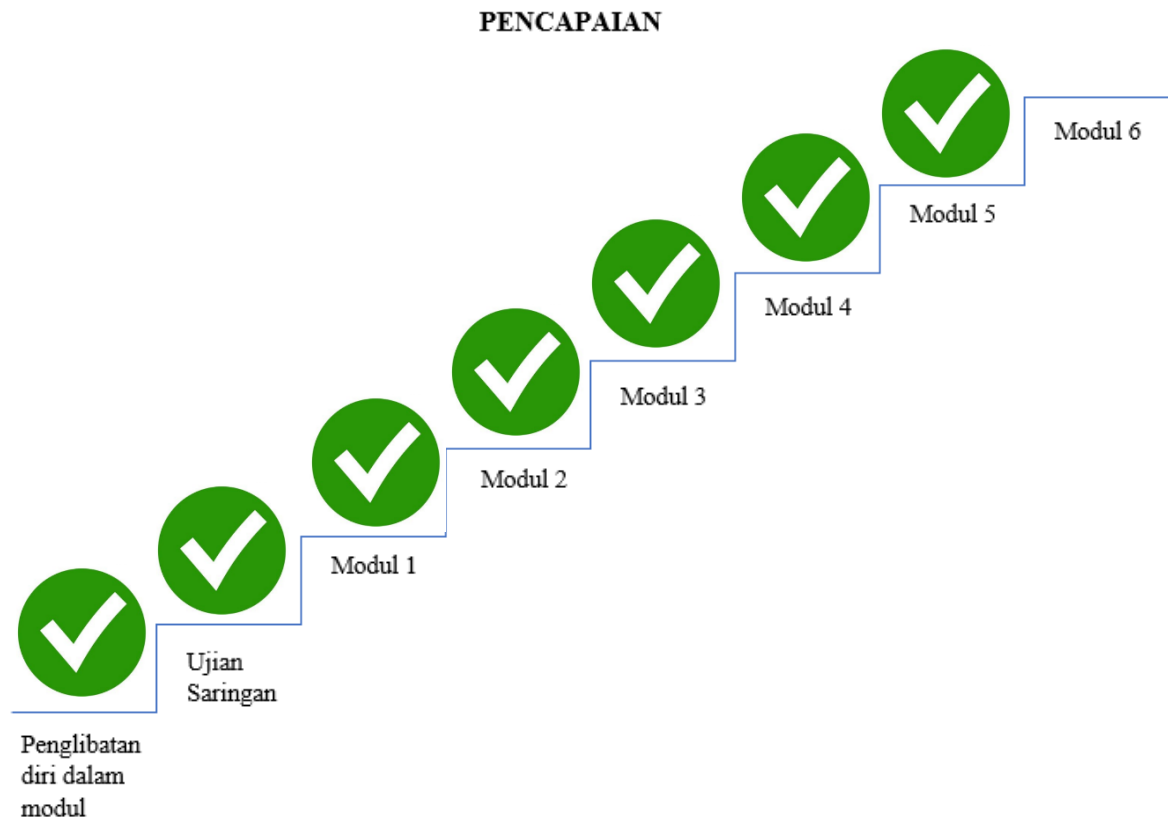 PENCAPAIAN
Modul 6
Modul 5
Modul 4
Modul 3
Modul 2
Modul 1
Ujian
Saringan
Penglibatan
diri dalam
modul